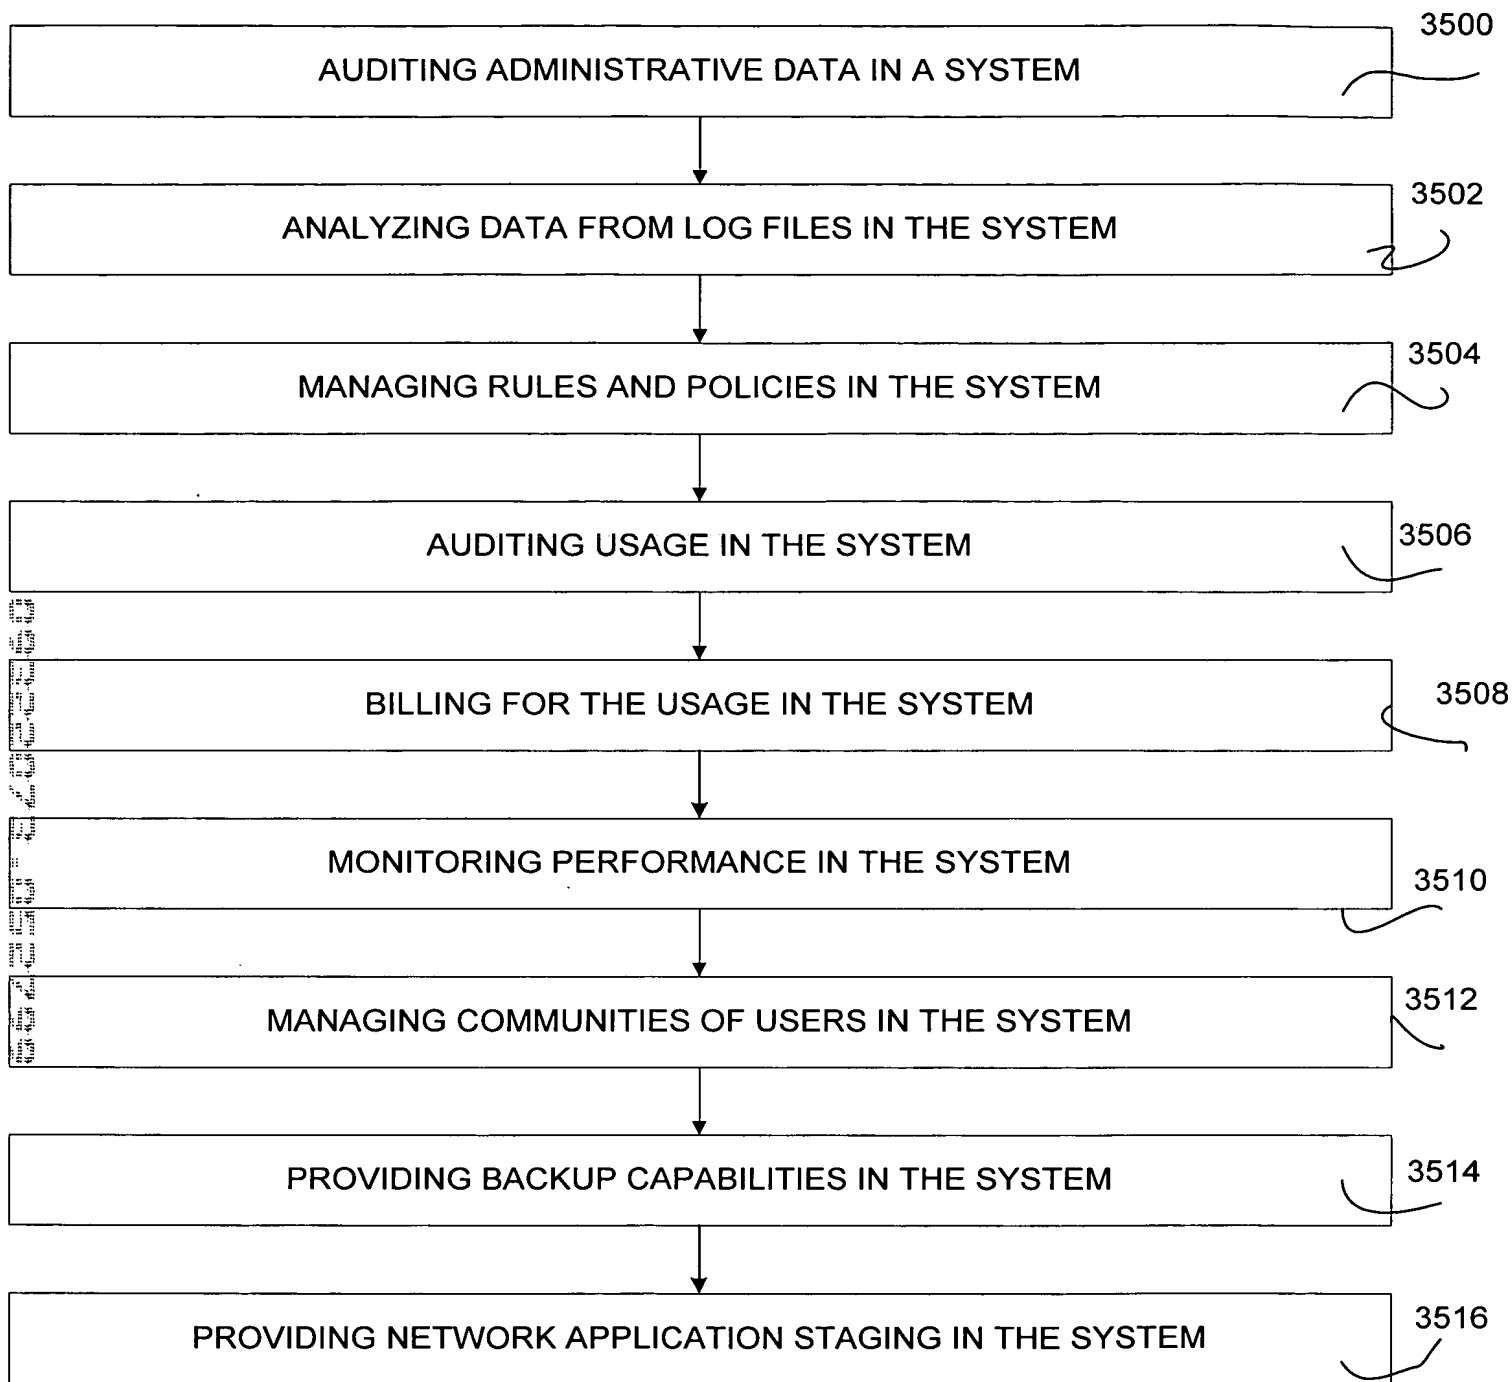 3500
AUDITING ADMINISTRATIVE DATA IN A SYSTEM
3502
ANALYZING DATA FROM LOG FILES IN THE SYSTEM
3504
MANAGING RULES AND POLICIES IN THE SYSTEM
3506
AUDITING USAGE IN THE SYSTEM
3508
BILLING FOR THE USAGE IN THE SYSTEM
MONITORING PERFORMANCE IN THE SYSTEM
3510
3512
MANAGING COMMUNITIES OF USERS IN THE SYSTEM
3514
PROVIDING BACKUP CAPABILITIES IN THE SYSTEM
3516
PROVIDING NETWORK APPLICATION STAGING IN THE SYSTEM